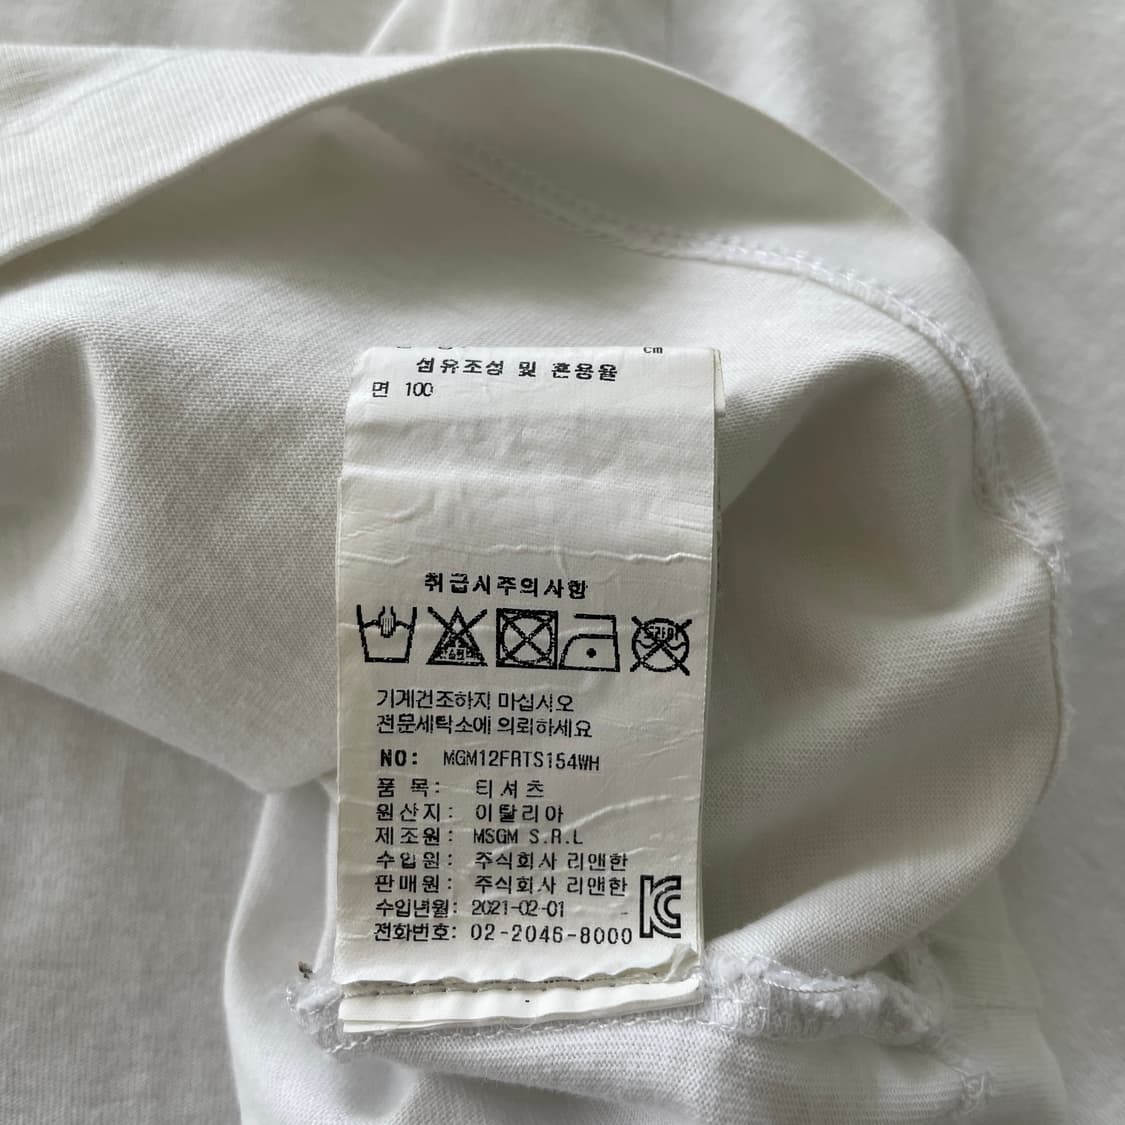 cm
섬유조성 및 혼용율
면 100
취급시주의사항
드라이
기계건조하지 마십시오
전문세탁소에 의뢰하세요
NO: MGM12FRTS154WH
품 목: 티셔츠
원산지: 이탈리아
제조원: MSGM S.R.L
수입원: 주식회사 리앤한
판매원: 주식회사 리앤한
수입년월: 2021-02-01
전화번호: 02-2046-8000